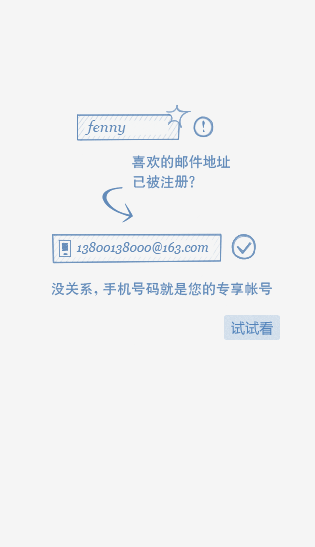 fenny
喜欢的邮件地址
已被注册?
13800138000@163.com
没关系，手机号码就是您的专享帐号
试试看